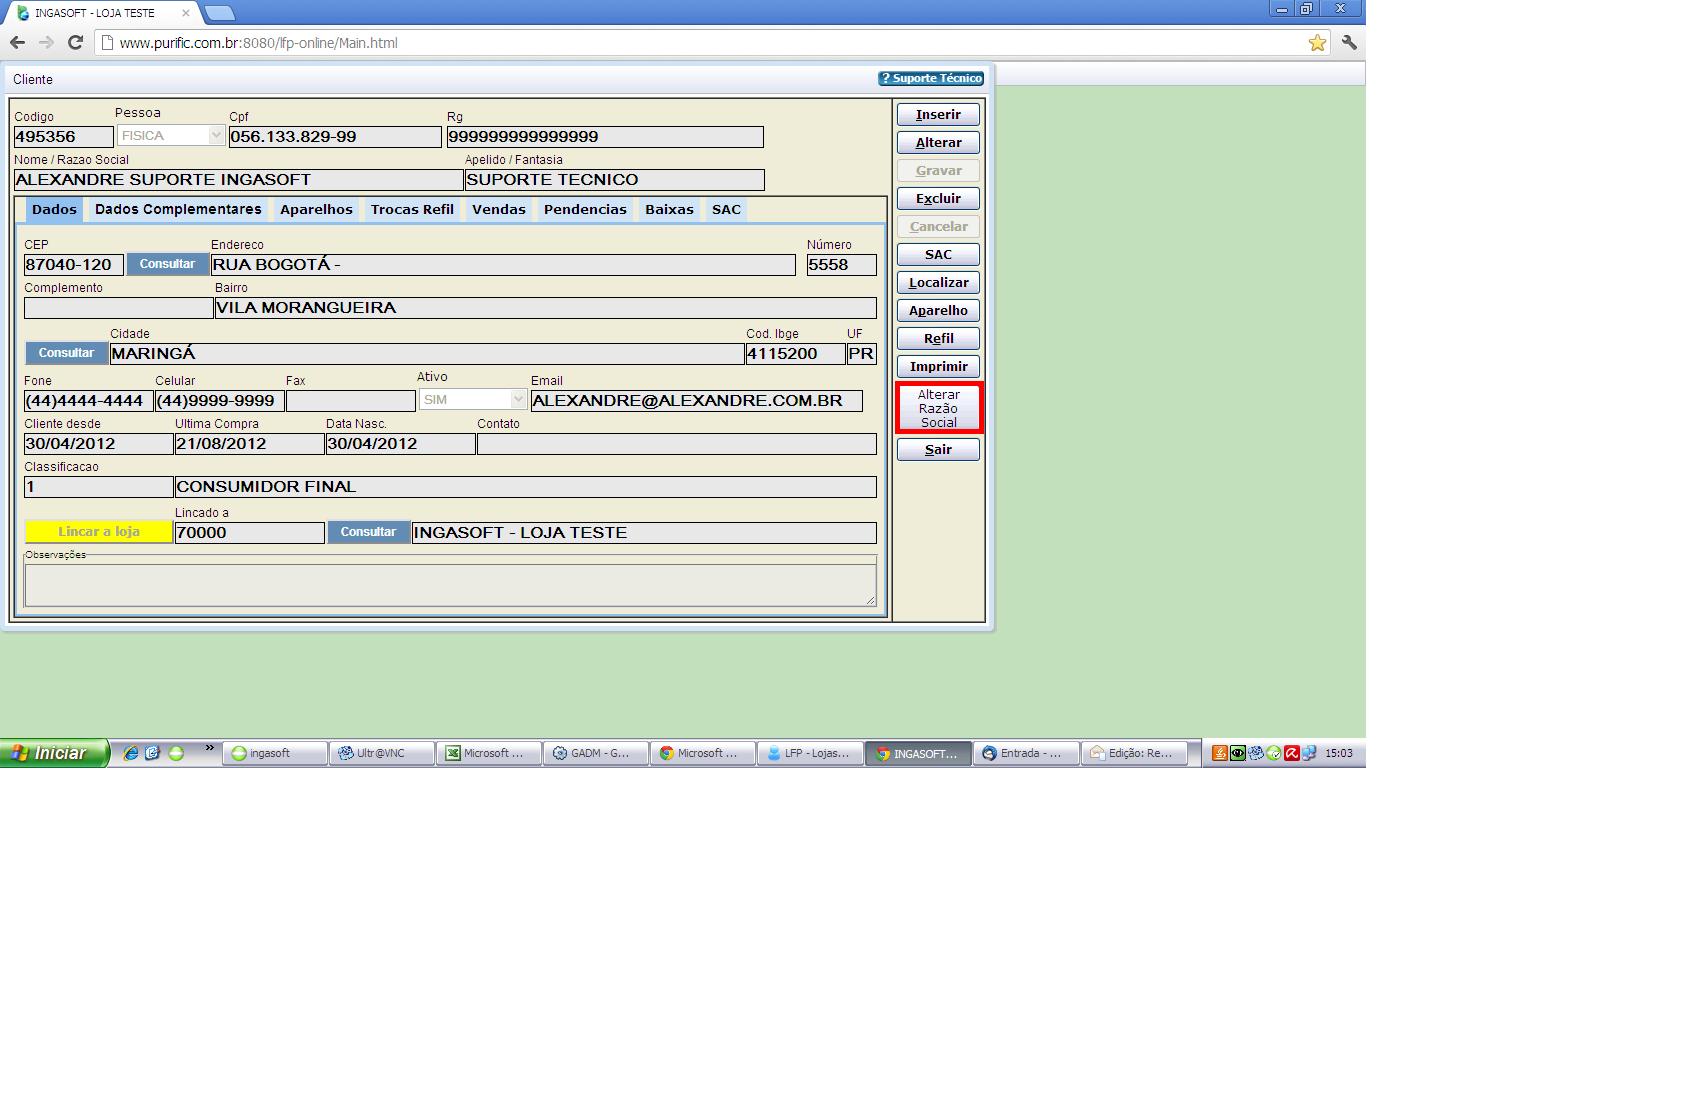 INGASOFT - LOJA TESTE
www.purific.com.br:8080/lfp-online/Main.html
Cliente
? Suporte Técnico
Codigo Pessoa Cpf Rg
495356 FISICA 056.133.829-99 999999999999999
Nome / Razao Social Apelido / Fantasia
ALEXANDRE SUPORTE INGASOFT SUPORTE TECNICO
Dados Dados Complementares Aparelhos Trocas Refil Vendas Pendencias Baixas SAC
CEP Endereco Número
87040-120 Consultar RUA BOGOTÁ - 5558
Complemento Bairro
VILA MORANGUEIRA
Cidade Cod. Ibge UF
Consultar MARINGÁ 4115200 PR
Fone Celular Fax Ativo Email
(44)4444-4444 (44)9999-9999 SIM ALEXANDRE@ALEXANDRE.COM.BR
Cliente desde Ultima Compra Data Nasc. Contato
30/04/2012 21/08/2012 30/04/2012
Classificacao
1 CONSUMIDOR FINAL
Lincado a
Lincar a loja 70000 Consultar INGASOFT - LOJA TESTE
Observações
Inserir
Alterar
Gravar
Excluir
Cancelar
SAC
Localizar
Aparelho
Refil
Imprimir
Alterar
Razão
Social
Sair
Iniciar » ingasoft Ultr@VNC Microsoft ... GADM - G... Microsoft ... LFP - Lojas... INGASOFT... Entrada - ... Edição: Re... 15:03